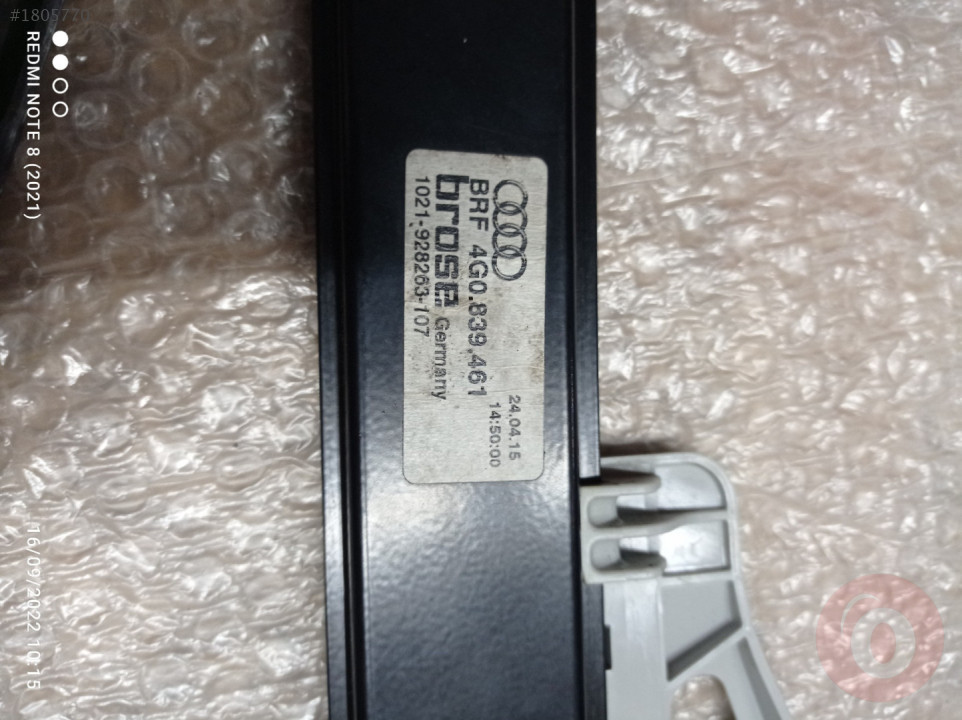 #180577
REDMI NOTE 8 (2021)
16/09/2022 10:15
24.04.15
14:50:00
BRF 4G0.839.461
brose Germany
1021-928263-107